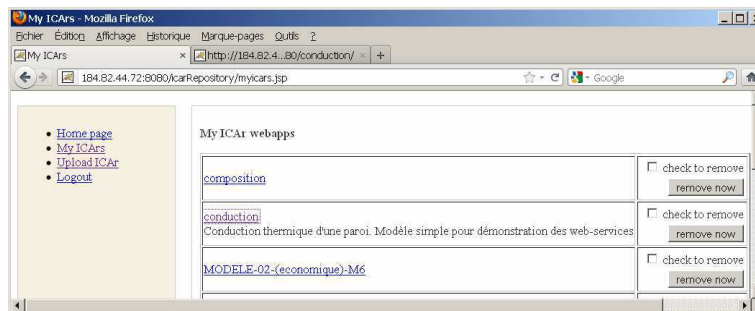 My ICArs - Mozilla Firefox
Fichier Édition Affichage Historique Marque-pages Outils ?
My ICArs × http://184.82.4...80/conduction/ × +
184.82.44.72:8080/icarRepository/myicars.jsp Google
Home page
My ICArs
Upload ICAr
Logout
My ICAr webapps
composition
check to remove
remove now
conduction
Conduction thermique d'une paroi. Modèle simple pour démonstration des web-services
check to remove
remove now
MODELE-02-(economique)-M6
check to remove
remove now